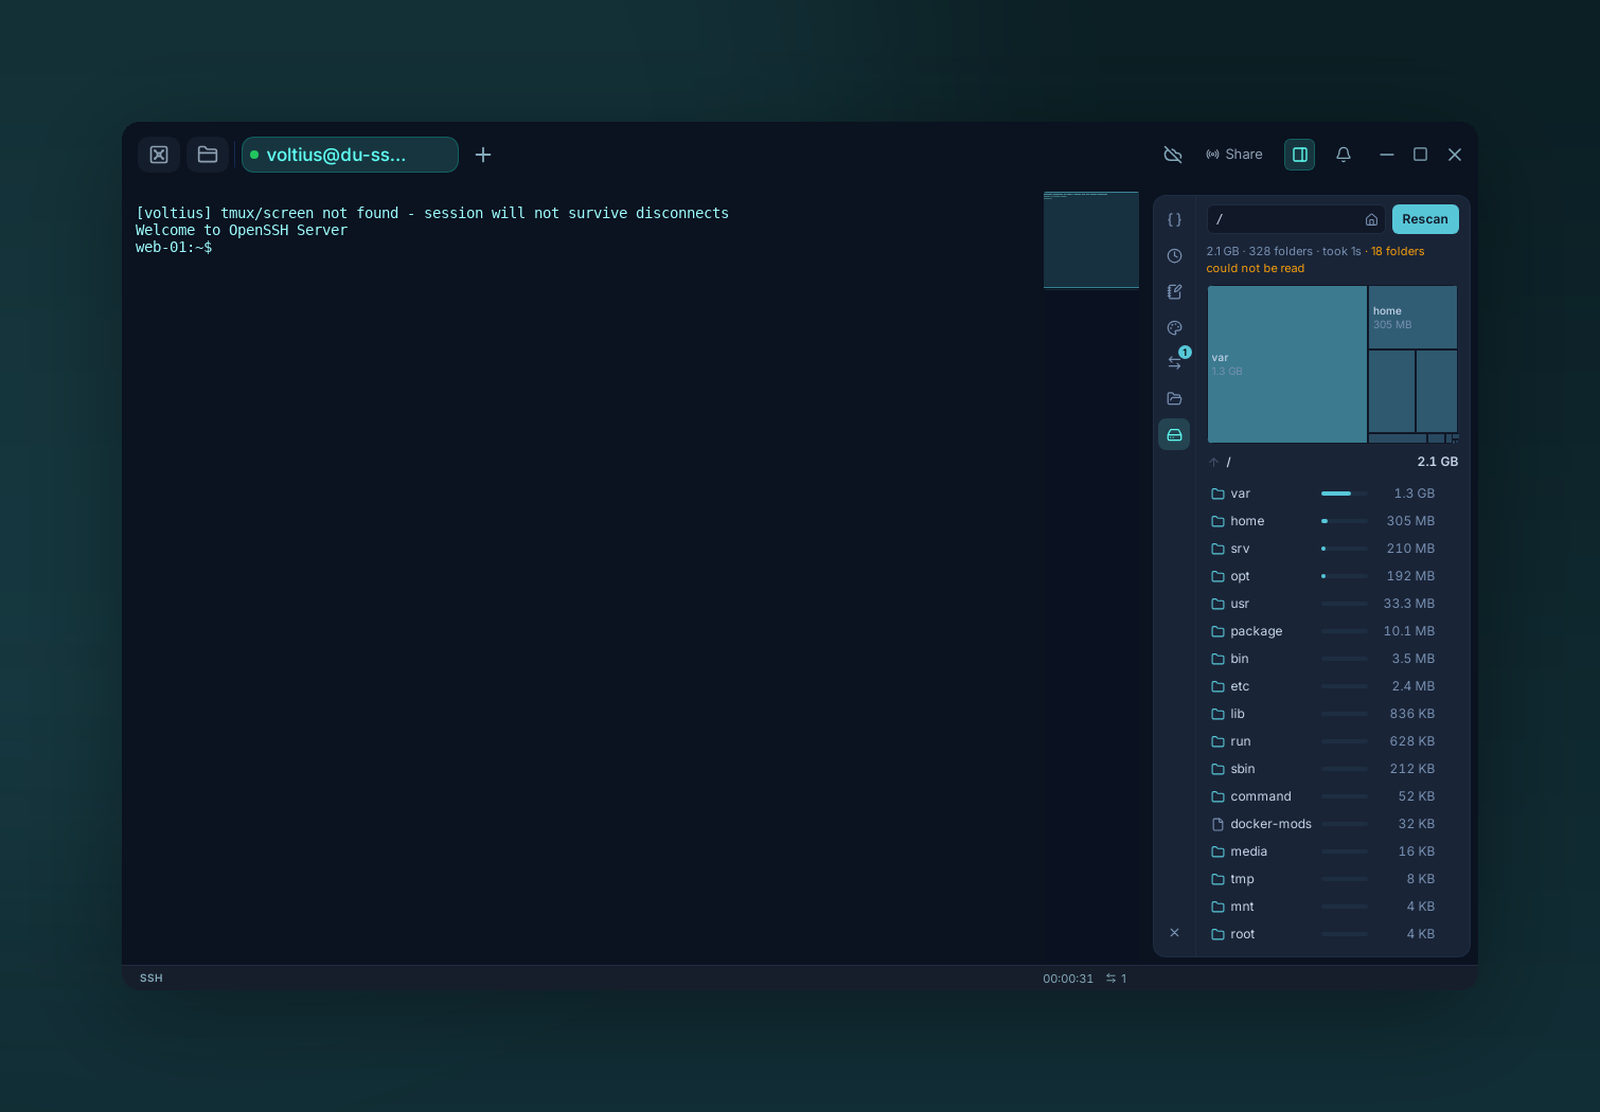 voltius@du-ss...
Share
[voltius] tmux/screen not found - session will not survive disconnects
Welcome to OpenSSH Server
web-01:~$
/
Rescan
2.1 GB · 328 folders · took 1s · 18 folders
could not be read
home
305 MB
var
1.3 GB
1
/ 2.1 GB
var 1.3 GB
home 305 MB
srv 210 MB
opt 192 MB
usr 33.3 MB
package 10.1 MB
bin 3.5 MB
etc 2.4 MB
lib 836 KB
run 628 KB
sbin 212 KB
command 52 KB
docker-mods 32 KB
media 16 KB
tmp 8 KB
mnt 4 KB
root 4 KB
SSH
00:00:31 1